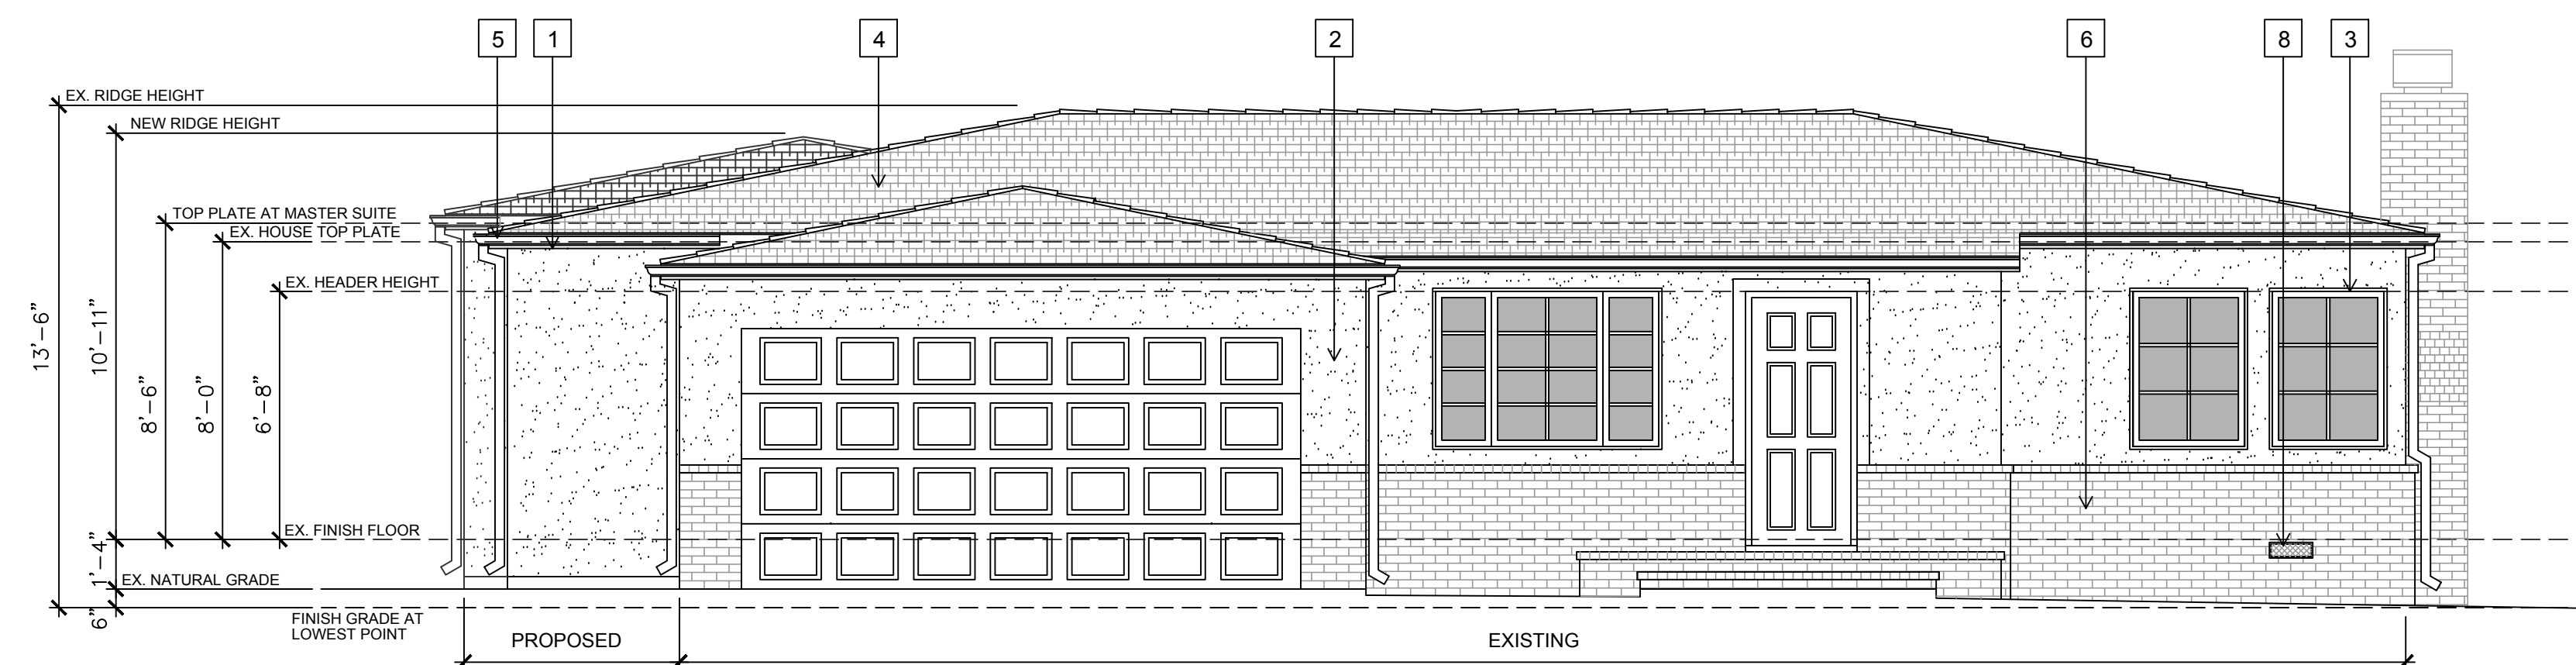 5 1 4 2 6 8 3
EX. RIDGE HEIGHT
NEW RIDGE HEIGHT
TOP PLATE AT MASTER SUITE
EX. HOUSE TOP PLATE
EX. HEADER HEIGHT
13'-6"
10'-11"
8'-6"
8'-0"
6'-8"
EX. FINISH FLOOR
1'-4"
EX. NATURAL GRADE
6"
FINISH GRADE AT
LOWEST POINT
PROPOSED
EXISTING